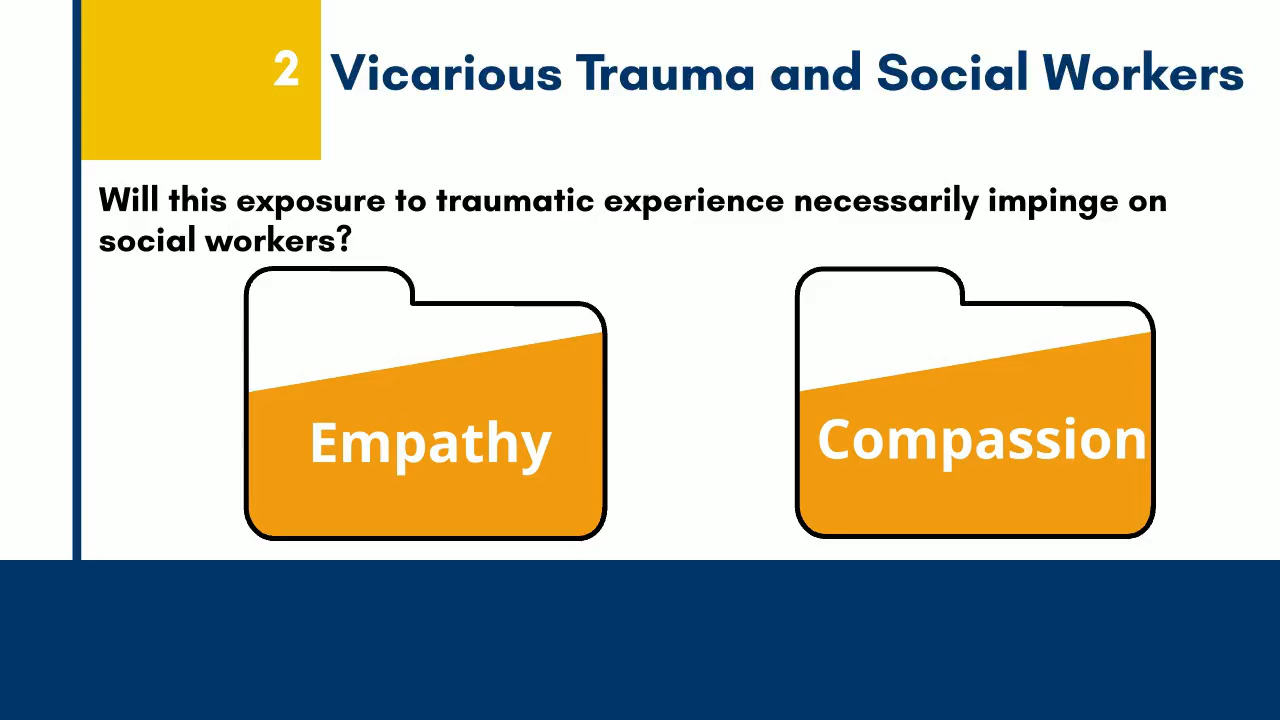 2 Vicarious Trauma and Social Workers
Will this exposure to traumatic experience necessarily impinge on
social workers?
Empathy
Compassion